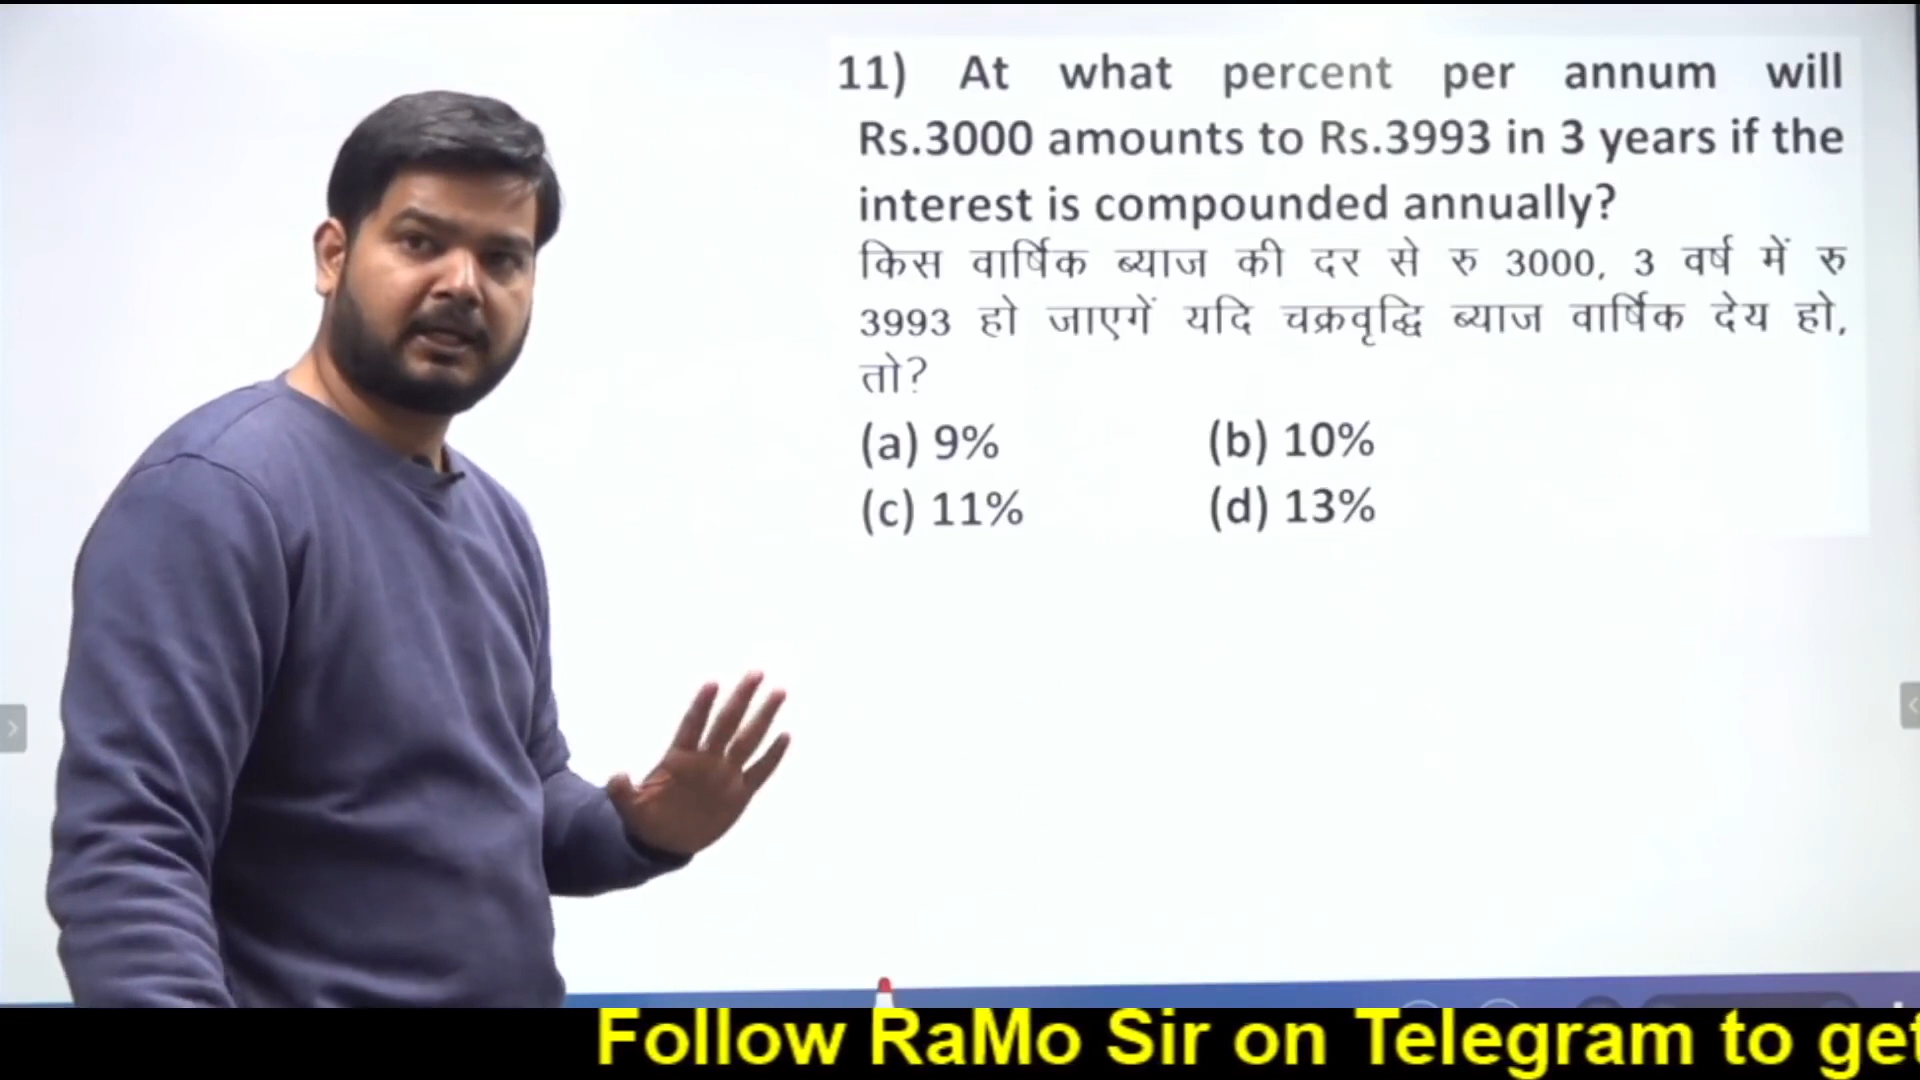 11) At what percent per annum will
Rs.3000 amounts to Rs.3993 in 3 years if the
interest is compounded annually?
किस वार्षिक ब्याज की दर से रु 3000, 3 वर्ष में रु
3993 हो जाएगें यदि चक्रवृद्धि ब्याज वार्षिक देय हो,
तो?
(a) 9% (b) 10%
(c) 11% (d) 13%
Follow RaMo Sir on Telegram to get